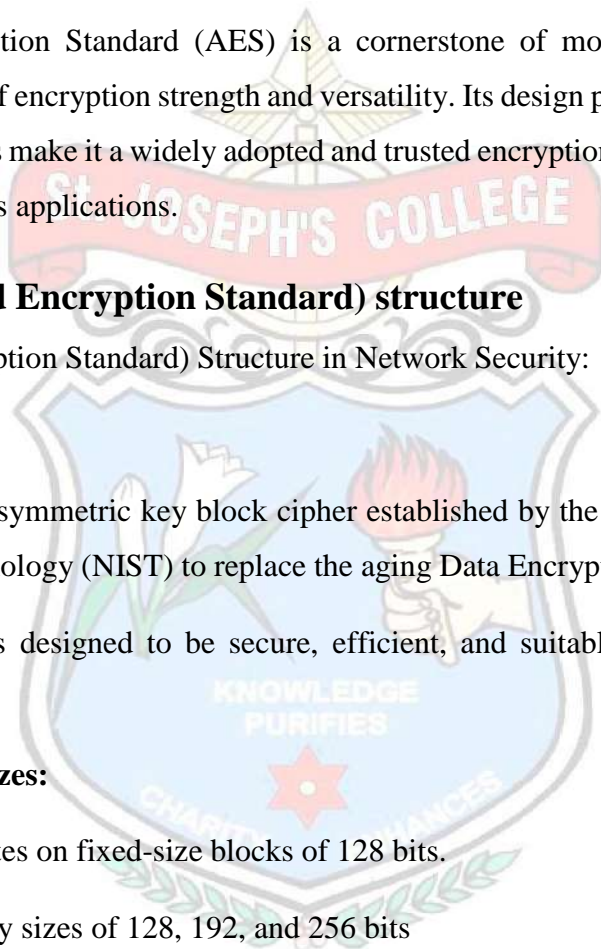 tion Standard (AES) is a cornerstone of mo
f encryption strength and versatility. Its design p
s make it a widely adopted and trusted encryption
s applications.
St. JOSEPH'S COLLEGE
d Encryption Standard) structure
ption Standard) Structure in Network Security:
symmetric key block cipher established by the
ology (NIST) to replace the aging Data Encryp
s designed to be secure, efficient, and suitabl
KNOWLEDGE
PURIFIES
zes:
CHARITY
tes on fixed-size blocks of 128 bits.
y sizes of 128, 192, and 256 bits